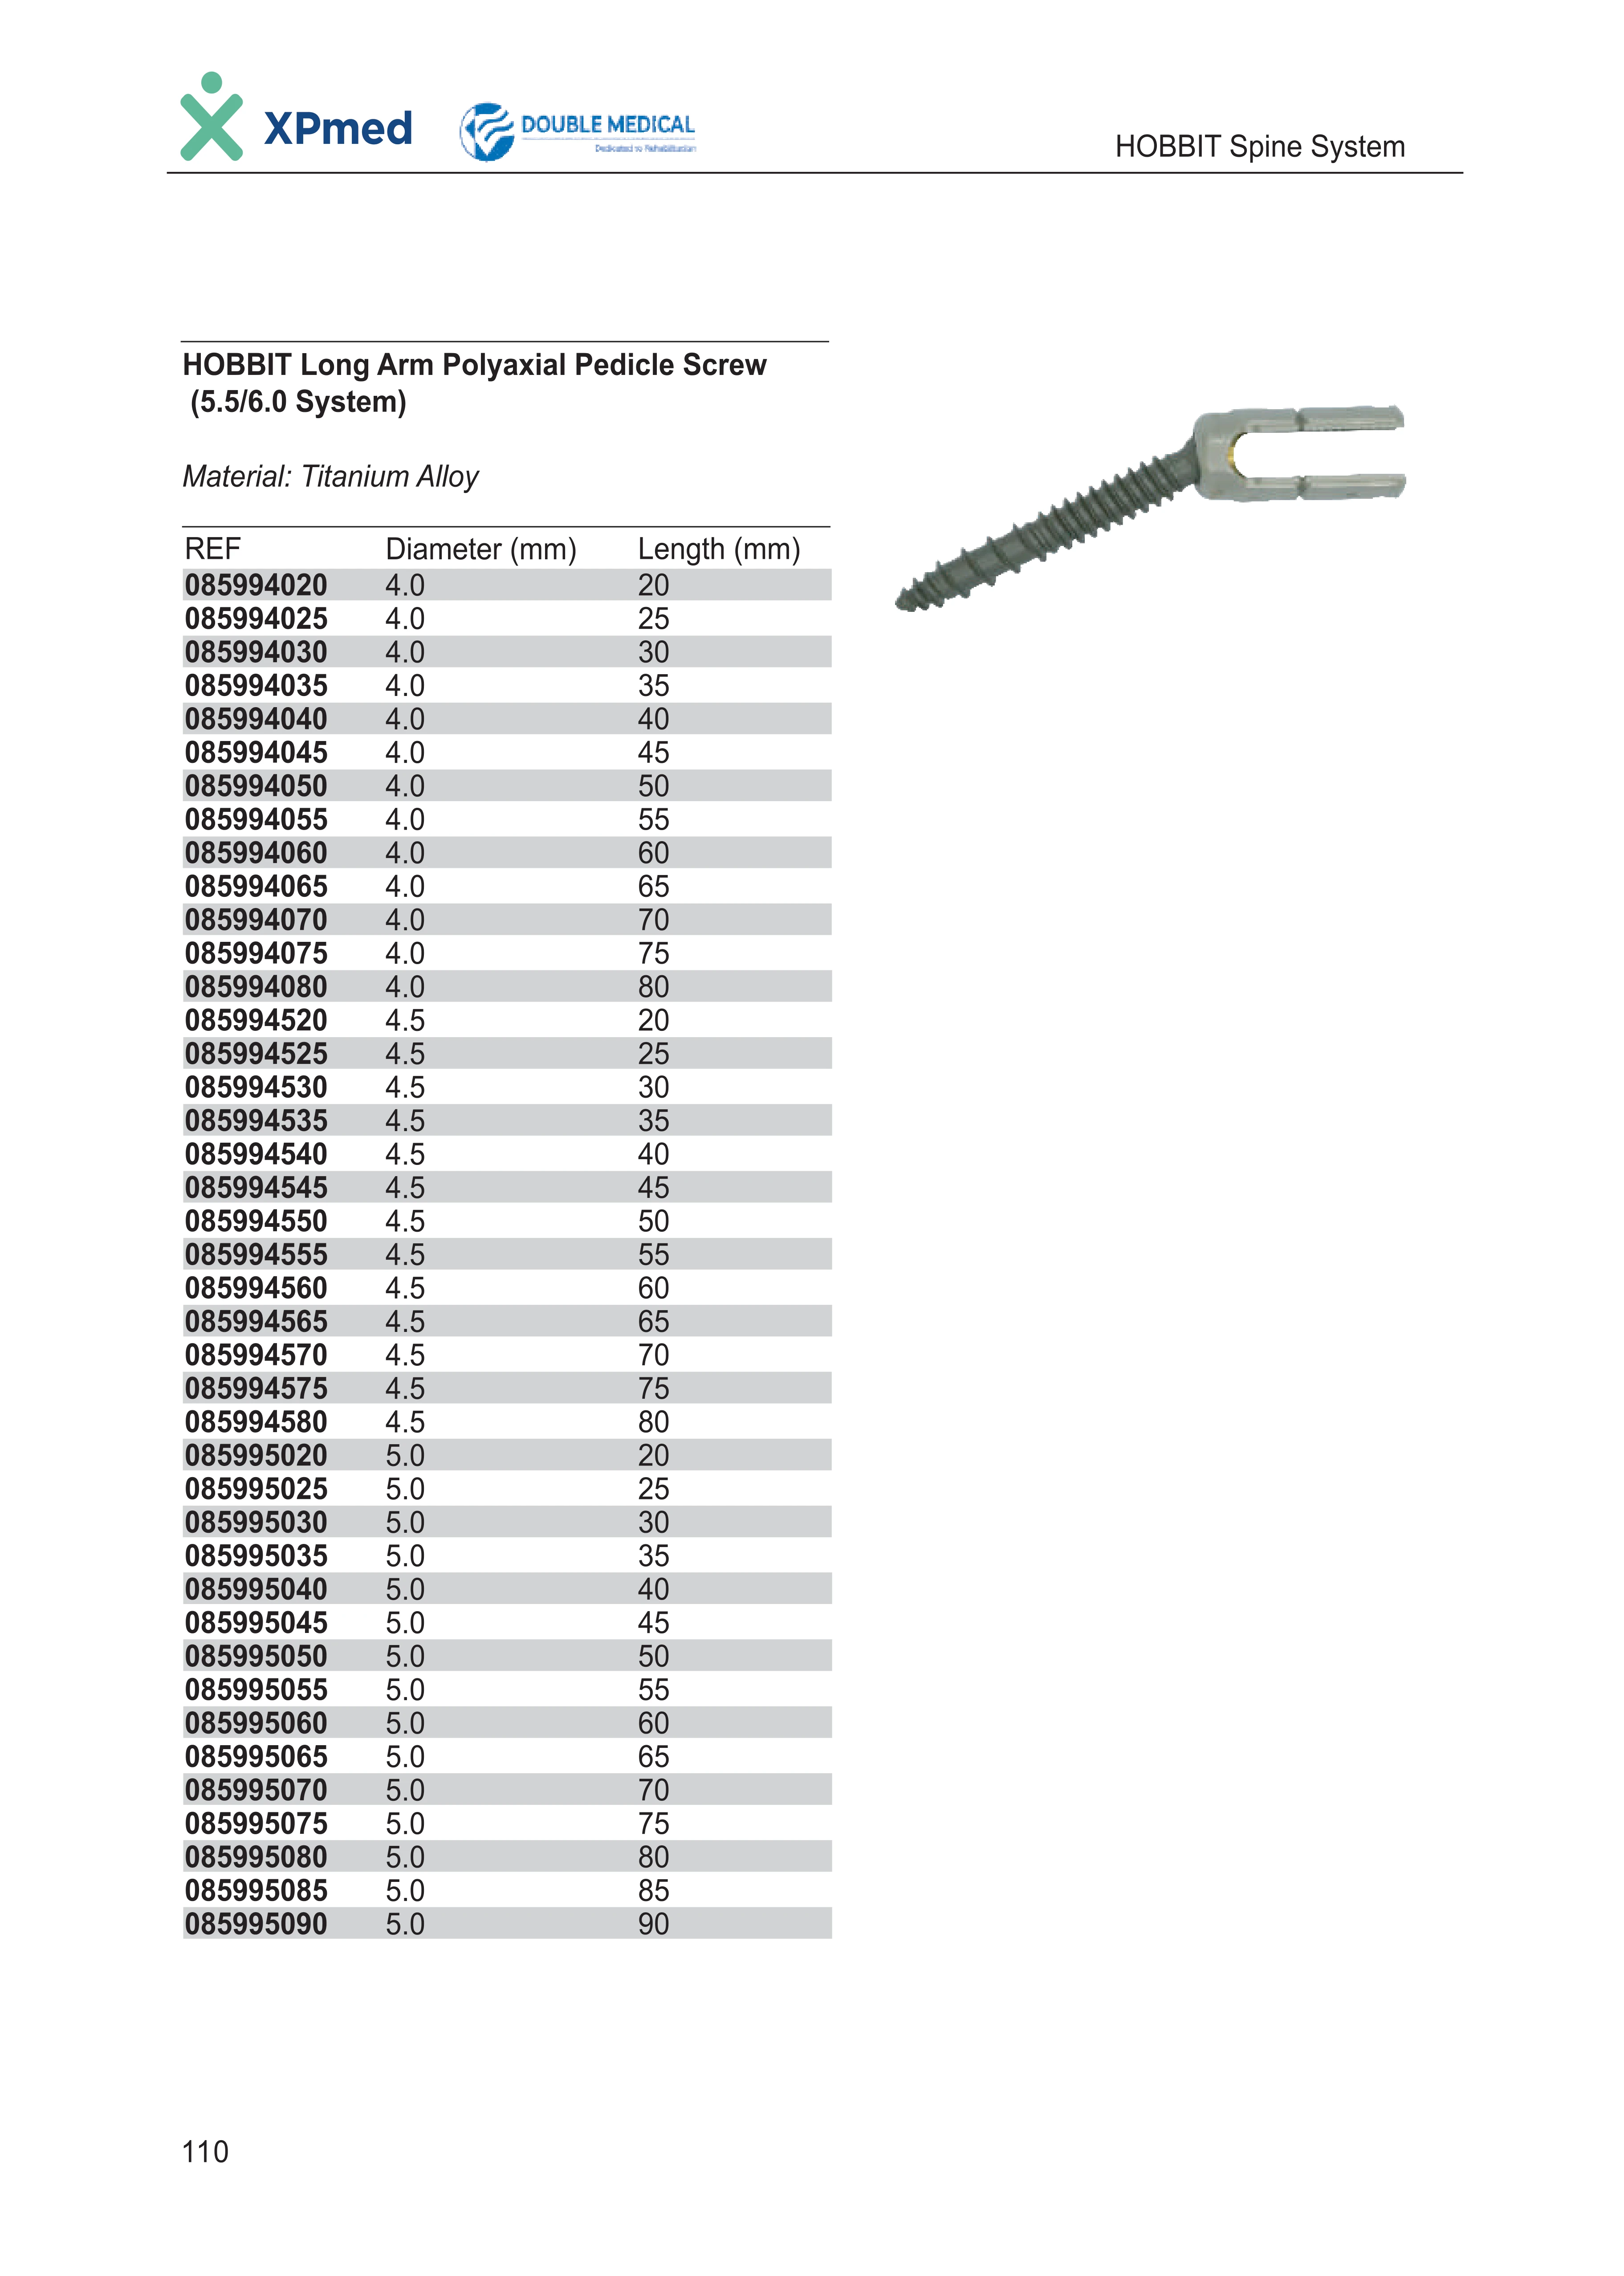 XPmed
DOUBLE MEDICAL
Dedicated to Rehabilitation
HOBBIT Spine System
HOBBIT Long Arm Polyaxial Pedicle Screw
(5.5/6.0 System)
Material: Titanium Alloy
REF Diameter (mm) Length (mm)
085994020 4.0 20
085994025 4.0 25
085994030 4.0 30
085994035 4.0 35
085994040 4.0 40
085994045 4.0 45
085994050 4.0 50
085994055 4.0 55
085994060 4.0 60
085994065 4.0 65
085994070 4.0 70
085994075 4.0 75
085994080 4.0 80
085994520 4.5 20
085994525 4.5 25
085994530 4.5 30
085994535 4.5 35
085994540 4.5 40
085994545 4.5 45
085994550 4.5 50
085994555 4.5 55
085994560 4.5 60
085994565 4.5 65
085994570 4.5 70
085994575 4.5 75
085994580 4.5 80
085995020 5.0 20
085995025 5.0 25
085995030 5.0 30
085995035 5.0 35
085995040 5.0 40
085995045 5.0 45
085995050 5.0 50
085995055 5.0 55
085995060 5.0 60
085995065 5.0 65
085995070 5.0 70
085995075 5.0 75
085995080 5.0 80
085995085 5.0 85
085995090 5.0 90
110